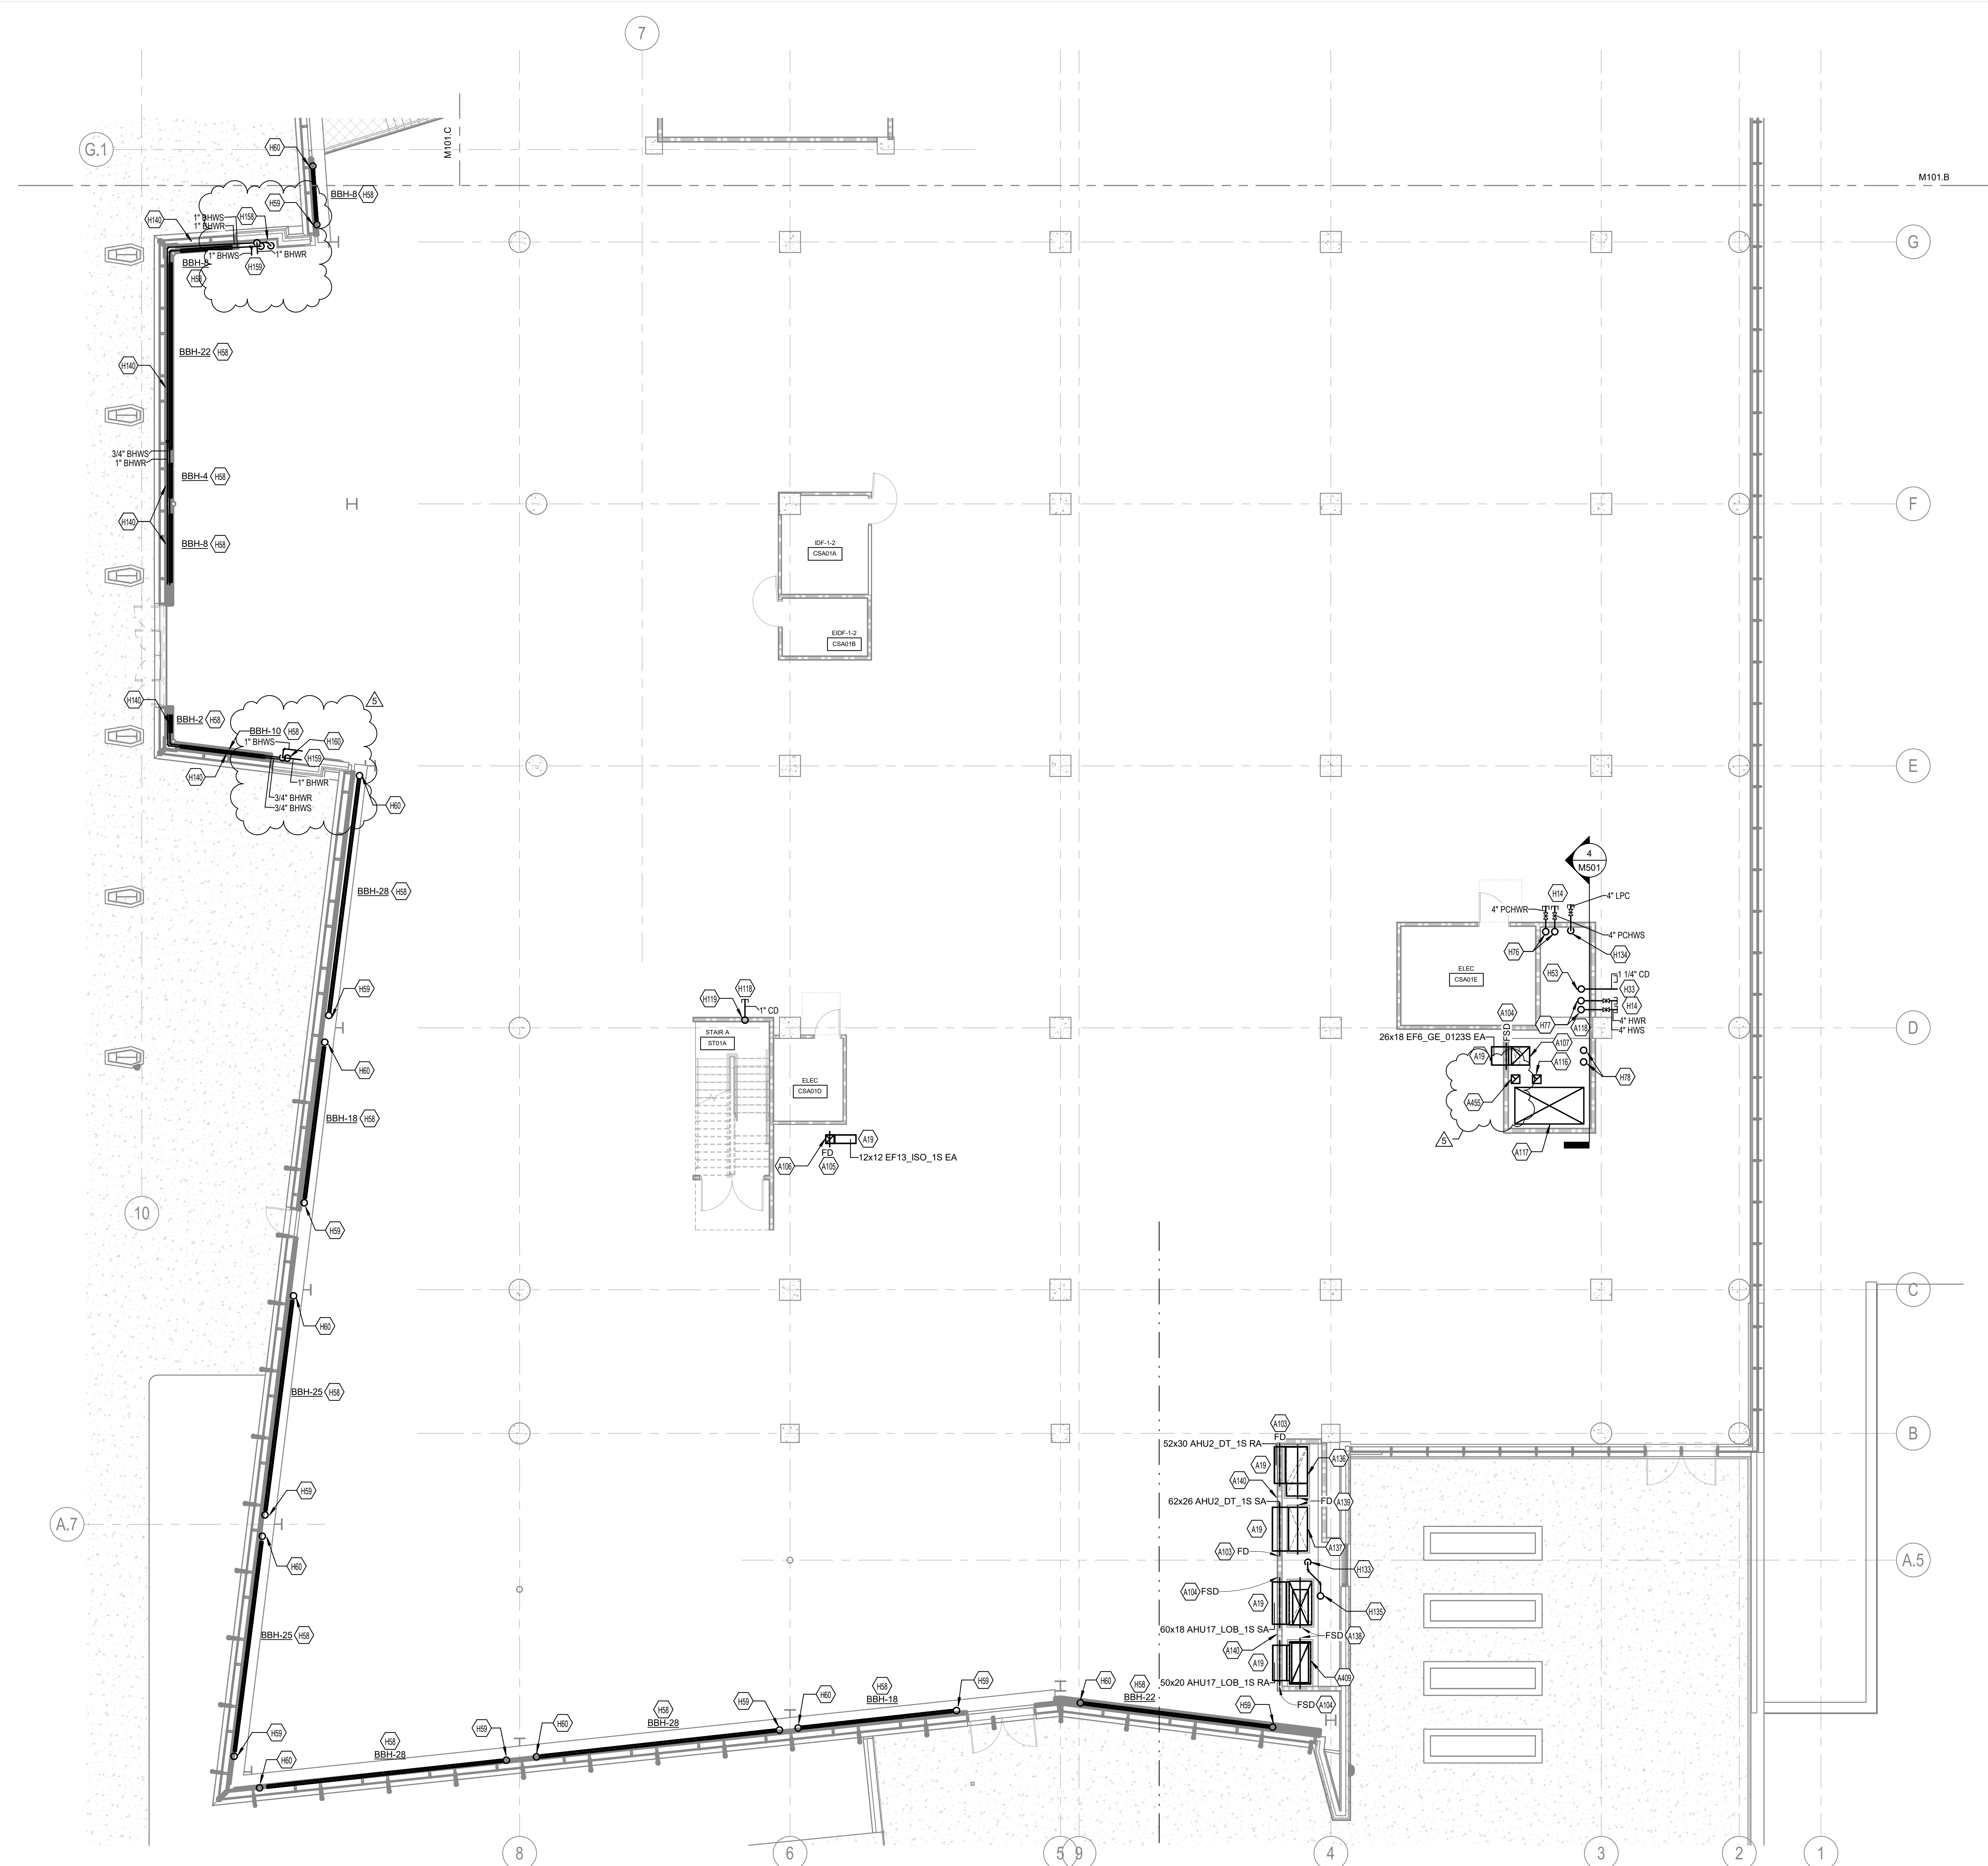 7
G.1
M101.C
H60
BBH-8 H58
M101.B
H59
H140
1" BHWS
1" BHWR
H158
1" BHWS
1" BHWR
H159
BBH-8
H58
G
BBH-22 H58
H140
3/4" BHWS
1" BHWR
BBH-4 H58
H140
BBH-8 H58
F
IDF-1-2
CSA01A
EIDF-1-2
CSA01B
H140
BBH-2 H58
5
BBH-10 H58
1" BHWS
H160
H159
H140
1" BHWR
3/4" BHWR
3/4" BHWS
H60
E
4
M501
BBH-28 H58
H14
4" LPC
4" PCHWR
4" PCHWS
H76
H134
ELEC
CSA01E
H53
1 1/4" CD
H33
H14
H77
A118
4" HWR
4" HWS
H59
H118
H119
1" CD
STAIR A
ST01A
A104
FSD
D
26x18 EF6_GE_0123S EA
A19
A107
A116
H78
A455
5
A117
H60
ELEC
CSA01D
BBH-18 H58
A19
FD
A106
A105
12x12 EF13_ISO_1S EA
10
H59
C
H60
BBH-25 H58
A103
FD
B
52x30 AHU2_DT_1S RA
A19
A136
A140
62x26 AHU2_DT_1S SA
FD A139
H59
A.7
A19
A137
A103 FD
A.5
H60
H133
A104 FSD
A19
H135
BBH-25 H58
60x18 AHU17_LOB_1S SA
FSD A138
A140
A19
A409
50x20 AHU17_LOB_1S RA
FSD A104
H58
BBH-18
H59
H60
H58
BBH-22
H59
H59
H60
H58
BBH-28
H59
H60
H58
BBH-28
H59
H60
8
6
5
9
4
3
2
1